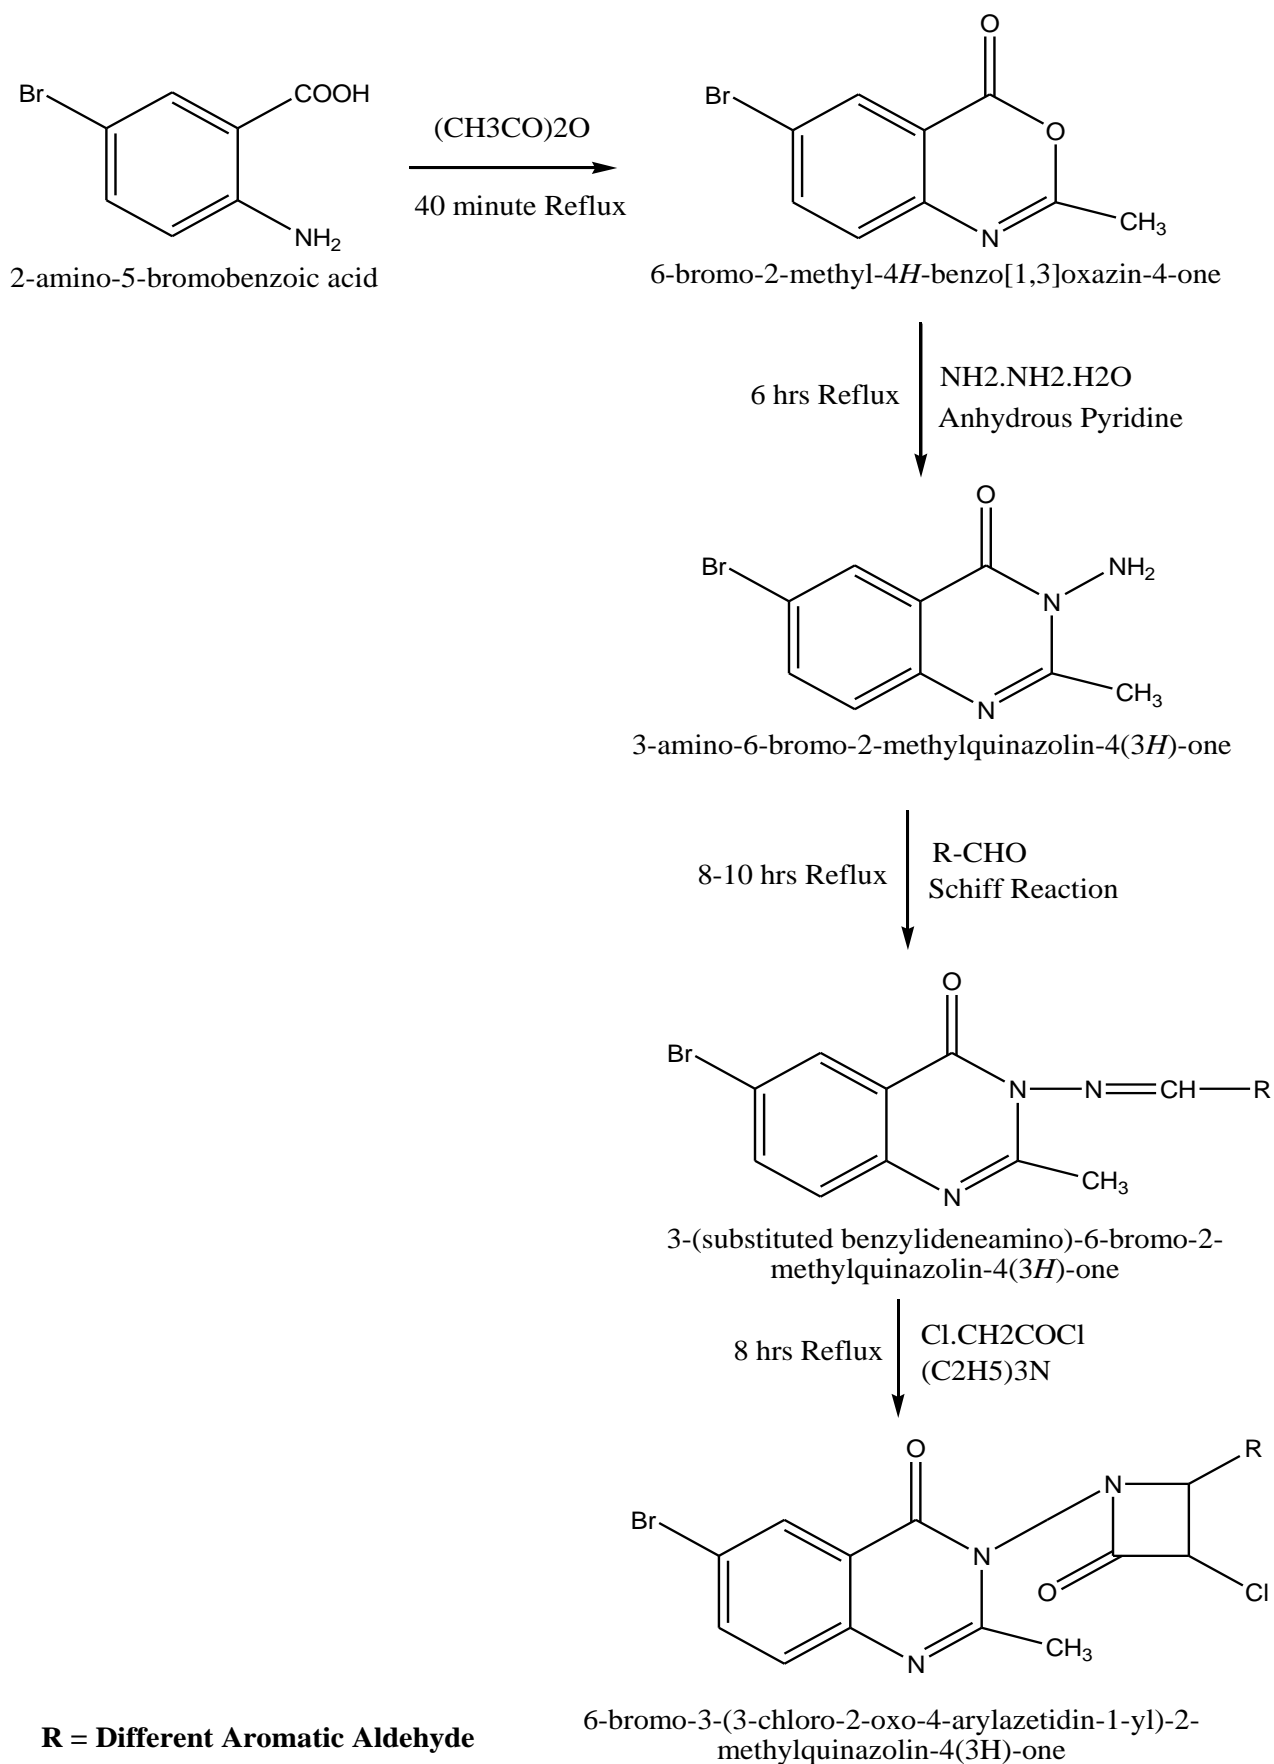 O
Br
COOH
(CH3CO)2O
Br
O
40 minute Reflux
NH2
N
CH3
2-amino-5-bromobenzoic acid
6-bromo-2-methyl-4H-benzo[1,3]oxazin-4-one
6 hrs Reflux
NH2.NH2.H2O
Anhydrous Pyridine
O
Br
NH2
N
N
CH3
3-amino-6-bromo-2-methylquinazolin-4(3H)-one
8-10 hrs Reflux
R-CHO
Schiff Reaction
O
Br
N
N
CH
R
N
CH3
3-(substituted benzylideneamino)-6-bromo-2-
methylquinazolin-4(3H)-one
8 hrs Reflux
Cl.CH2COCl
(C2H5)3N
O
R
N
Br
N
O
Cl
N
CH3
R = Different Aromatic Aldehyde
6-bromo-3-(3-chloro-2-oxo-4-arylazetidin-1-yl)-2-
methylquinazolin-4(3H)-one